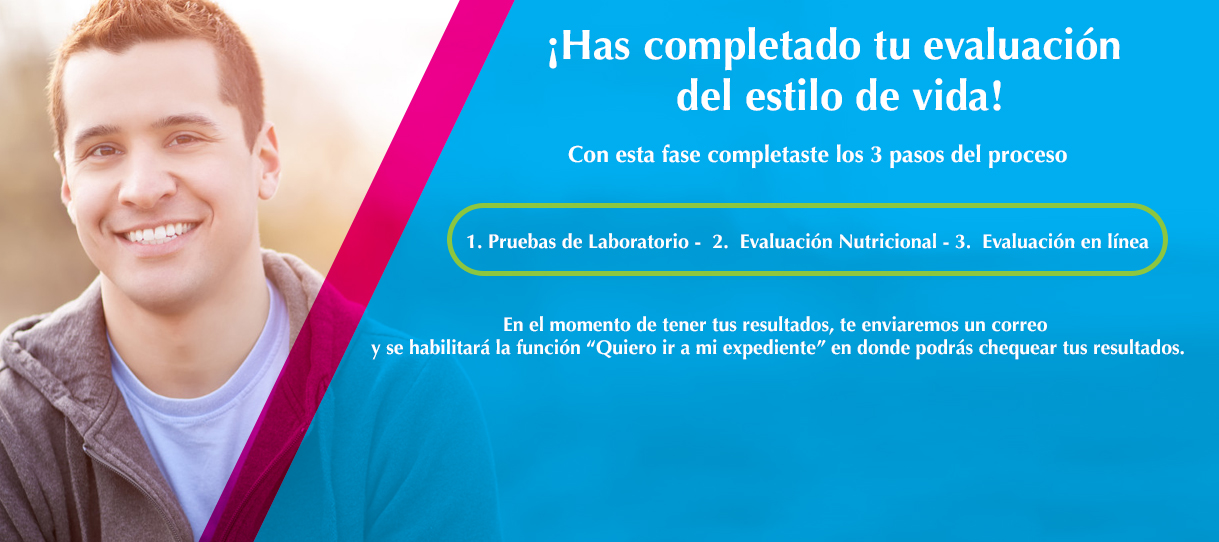 ¡Has completado tu evaluación
del estilo de vida!
Con esta fase completaste los 3 pasos del proceso
1. Pruebas de Laboratorio - 2. Evaluación Nutricional - 3. Evaluación en línea
En el momento de tener tus resultados, te enviaremos un correo
y se habilitará la función “Quiero ir a mi expediente” en donde podrás chequear tus resultados.